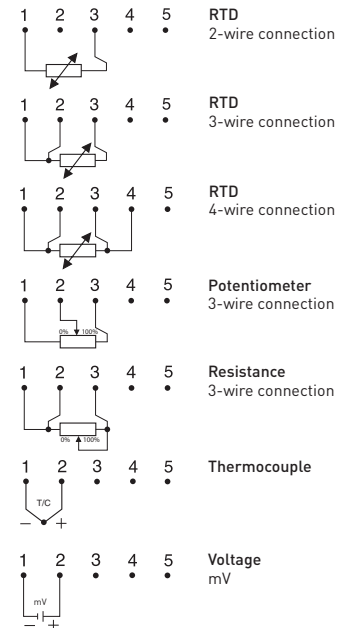 1 2 3 4 5 RTD
2-wire connection
1 2 3 4 5 RTD
3-wire connection
1 2 3 4 5 RTD
4-wire connection
1 2 3 4 5 Potentiometer
3-wire connection
0% 100%
1 2 3 4 5 Resistance
3-wire connection
0% 100%
1 2 3 4 5 Thermocouple
T/C
− +
1 2 3 4 5 Voltage
mV
mV
− +